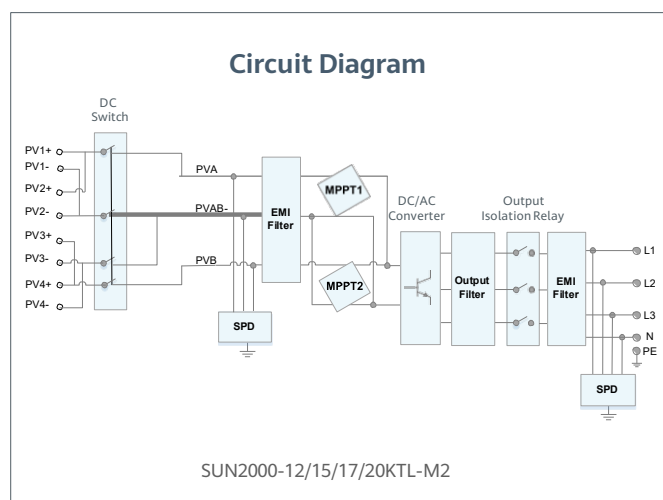 Circuit Diagram
DC
Switch
PV1+
PV1-
PV2+
PV2-
PV3+
PV3-
PV4+
PV4-
PVA
PVAB-
PVB
EMI
Filter
SPD
MPPT1
MPPT2
DC/AC
Converter
Output
Filter
Output
Isolation Relay
EMI
Filter
L1
L2
L3
N
PE
SPD
SUN2000-12/15/17/20KTL-M2